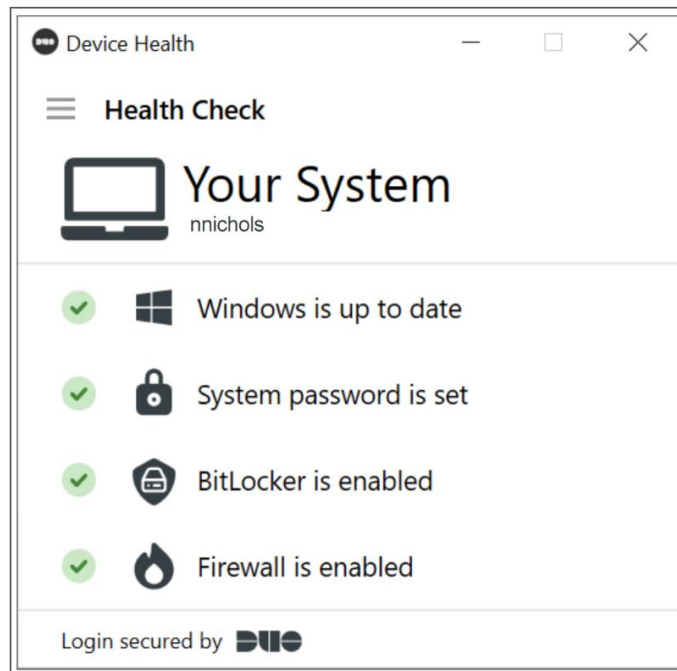 Device Health
Health Check
Your System
nnichols
Windows is up to date
System password is set
BitLocker is enabled
Firewall is enabled
Login secured by DUO